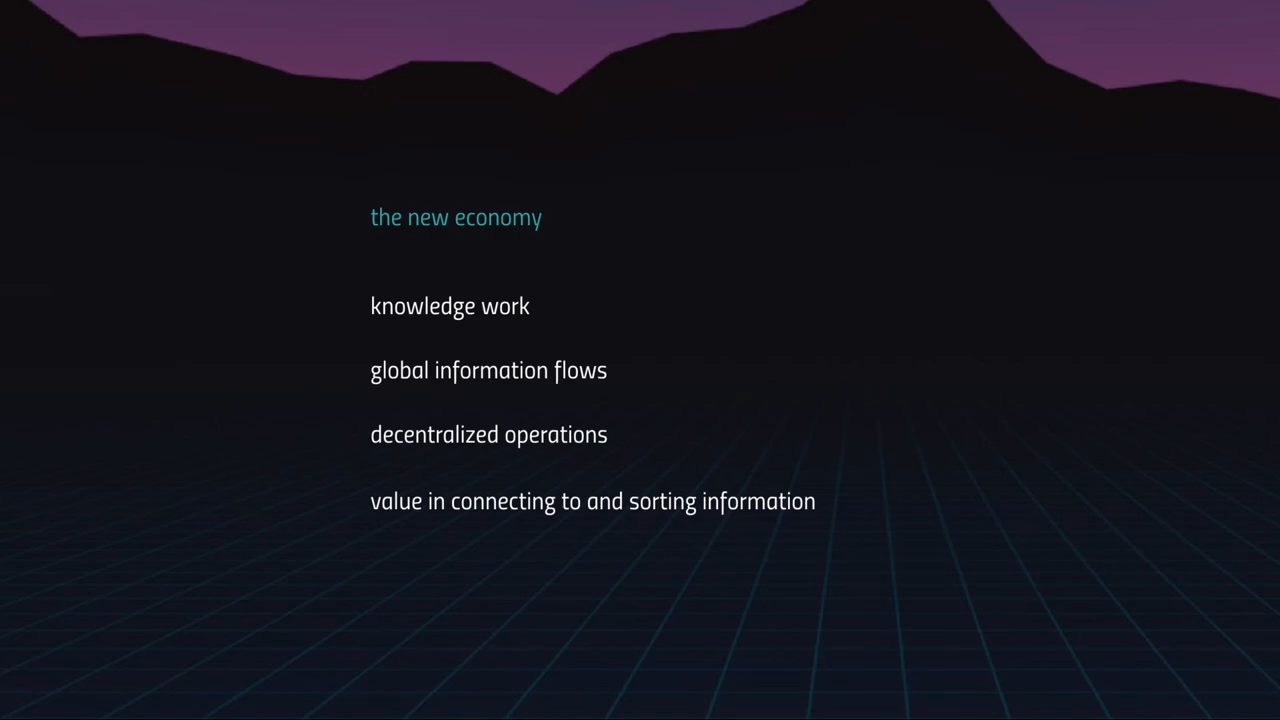 the new economy
knowledge work
global information flows
decentralized operations
value in connecting to and sorting information